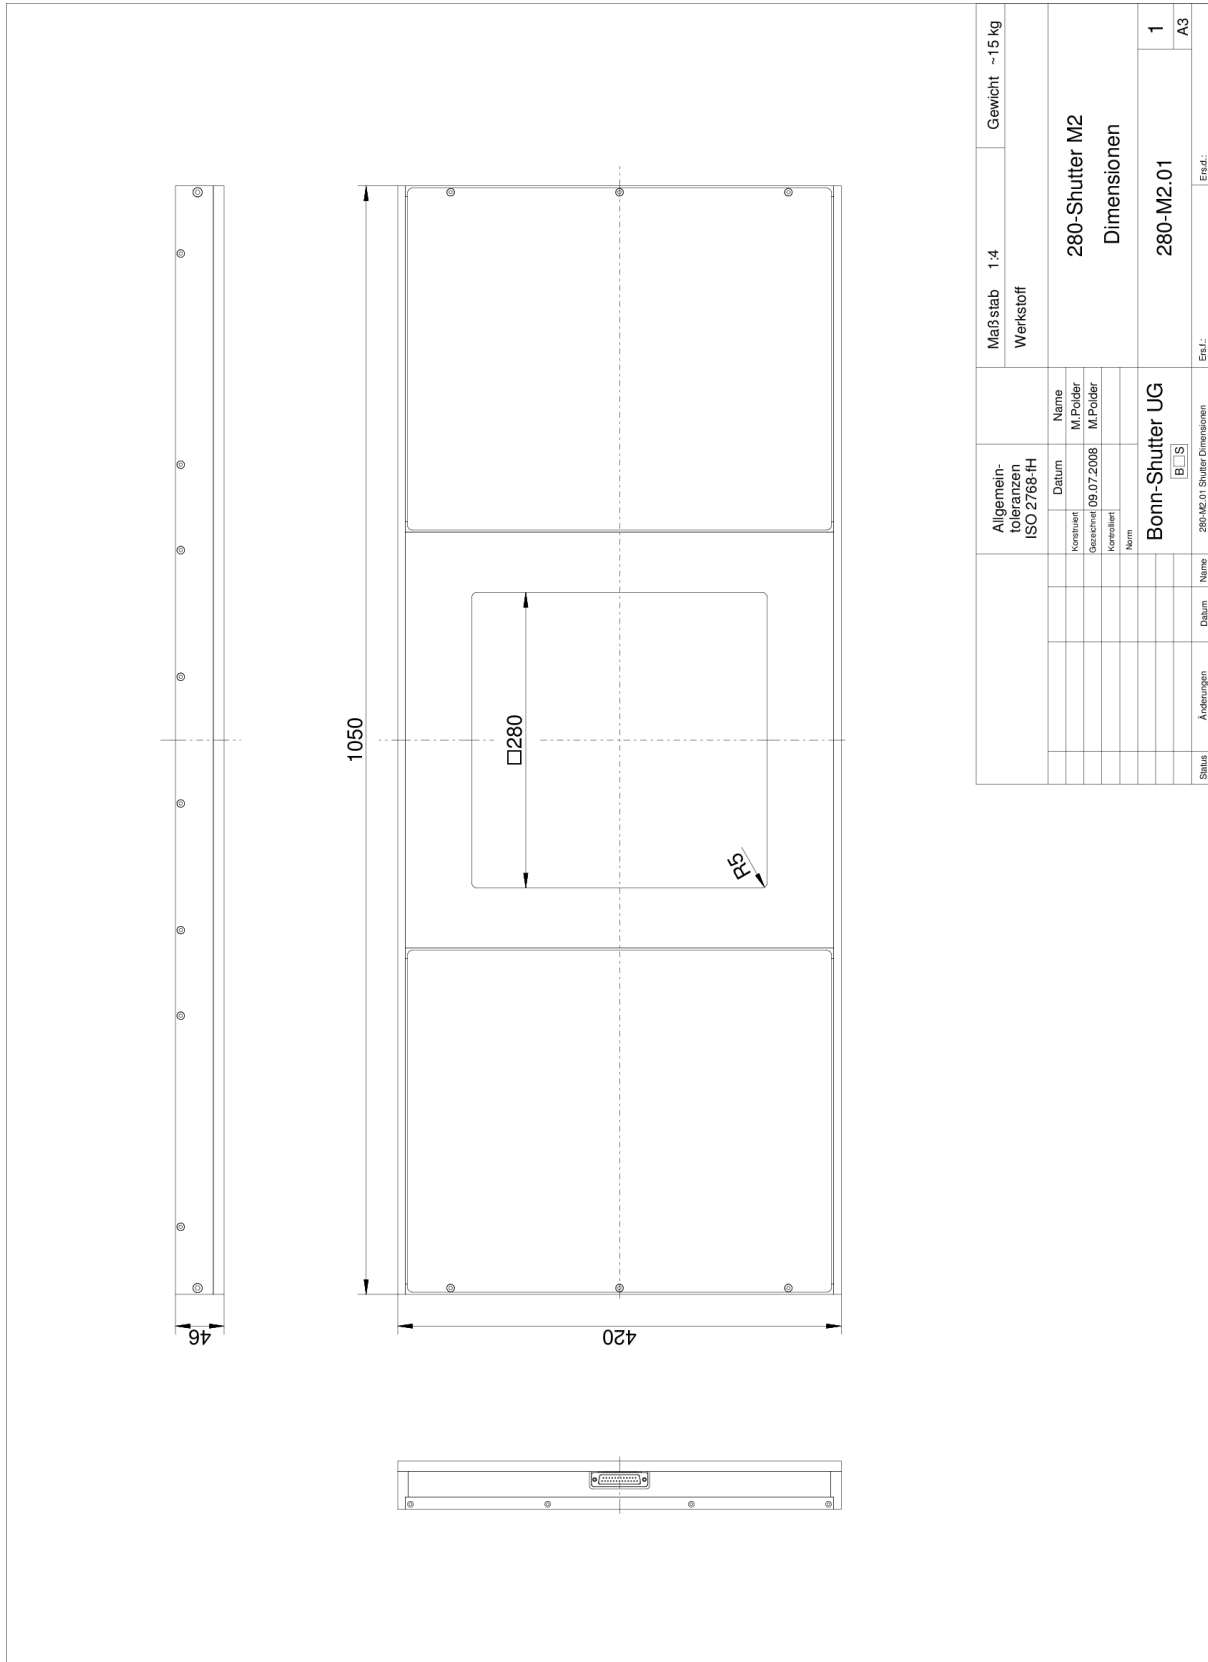 46
1050
□280
R5
420
Maßstab 1:4
Gewicht ~15 kg
Werkstoff
Allgemein-
toleranzen
ISO 2768-fH
Datum
Name
Konstruiert
M.Polder
Gezeichnet
09.07.2008
M.Polder
Kontrolliert
Norm
280-Shutter M2
Dimensionen
Bonn-Shutter UG
B□S
280-M2.01
1
A3
Status
Änderungen
Datum
Name
280-M2.01 Shutter Dimensionen
Ers.f.:
Ers.d.: